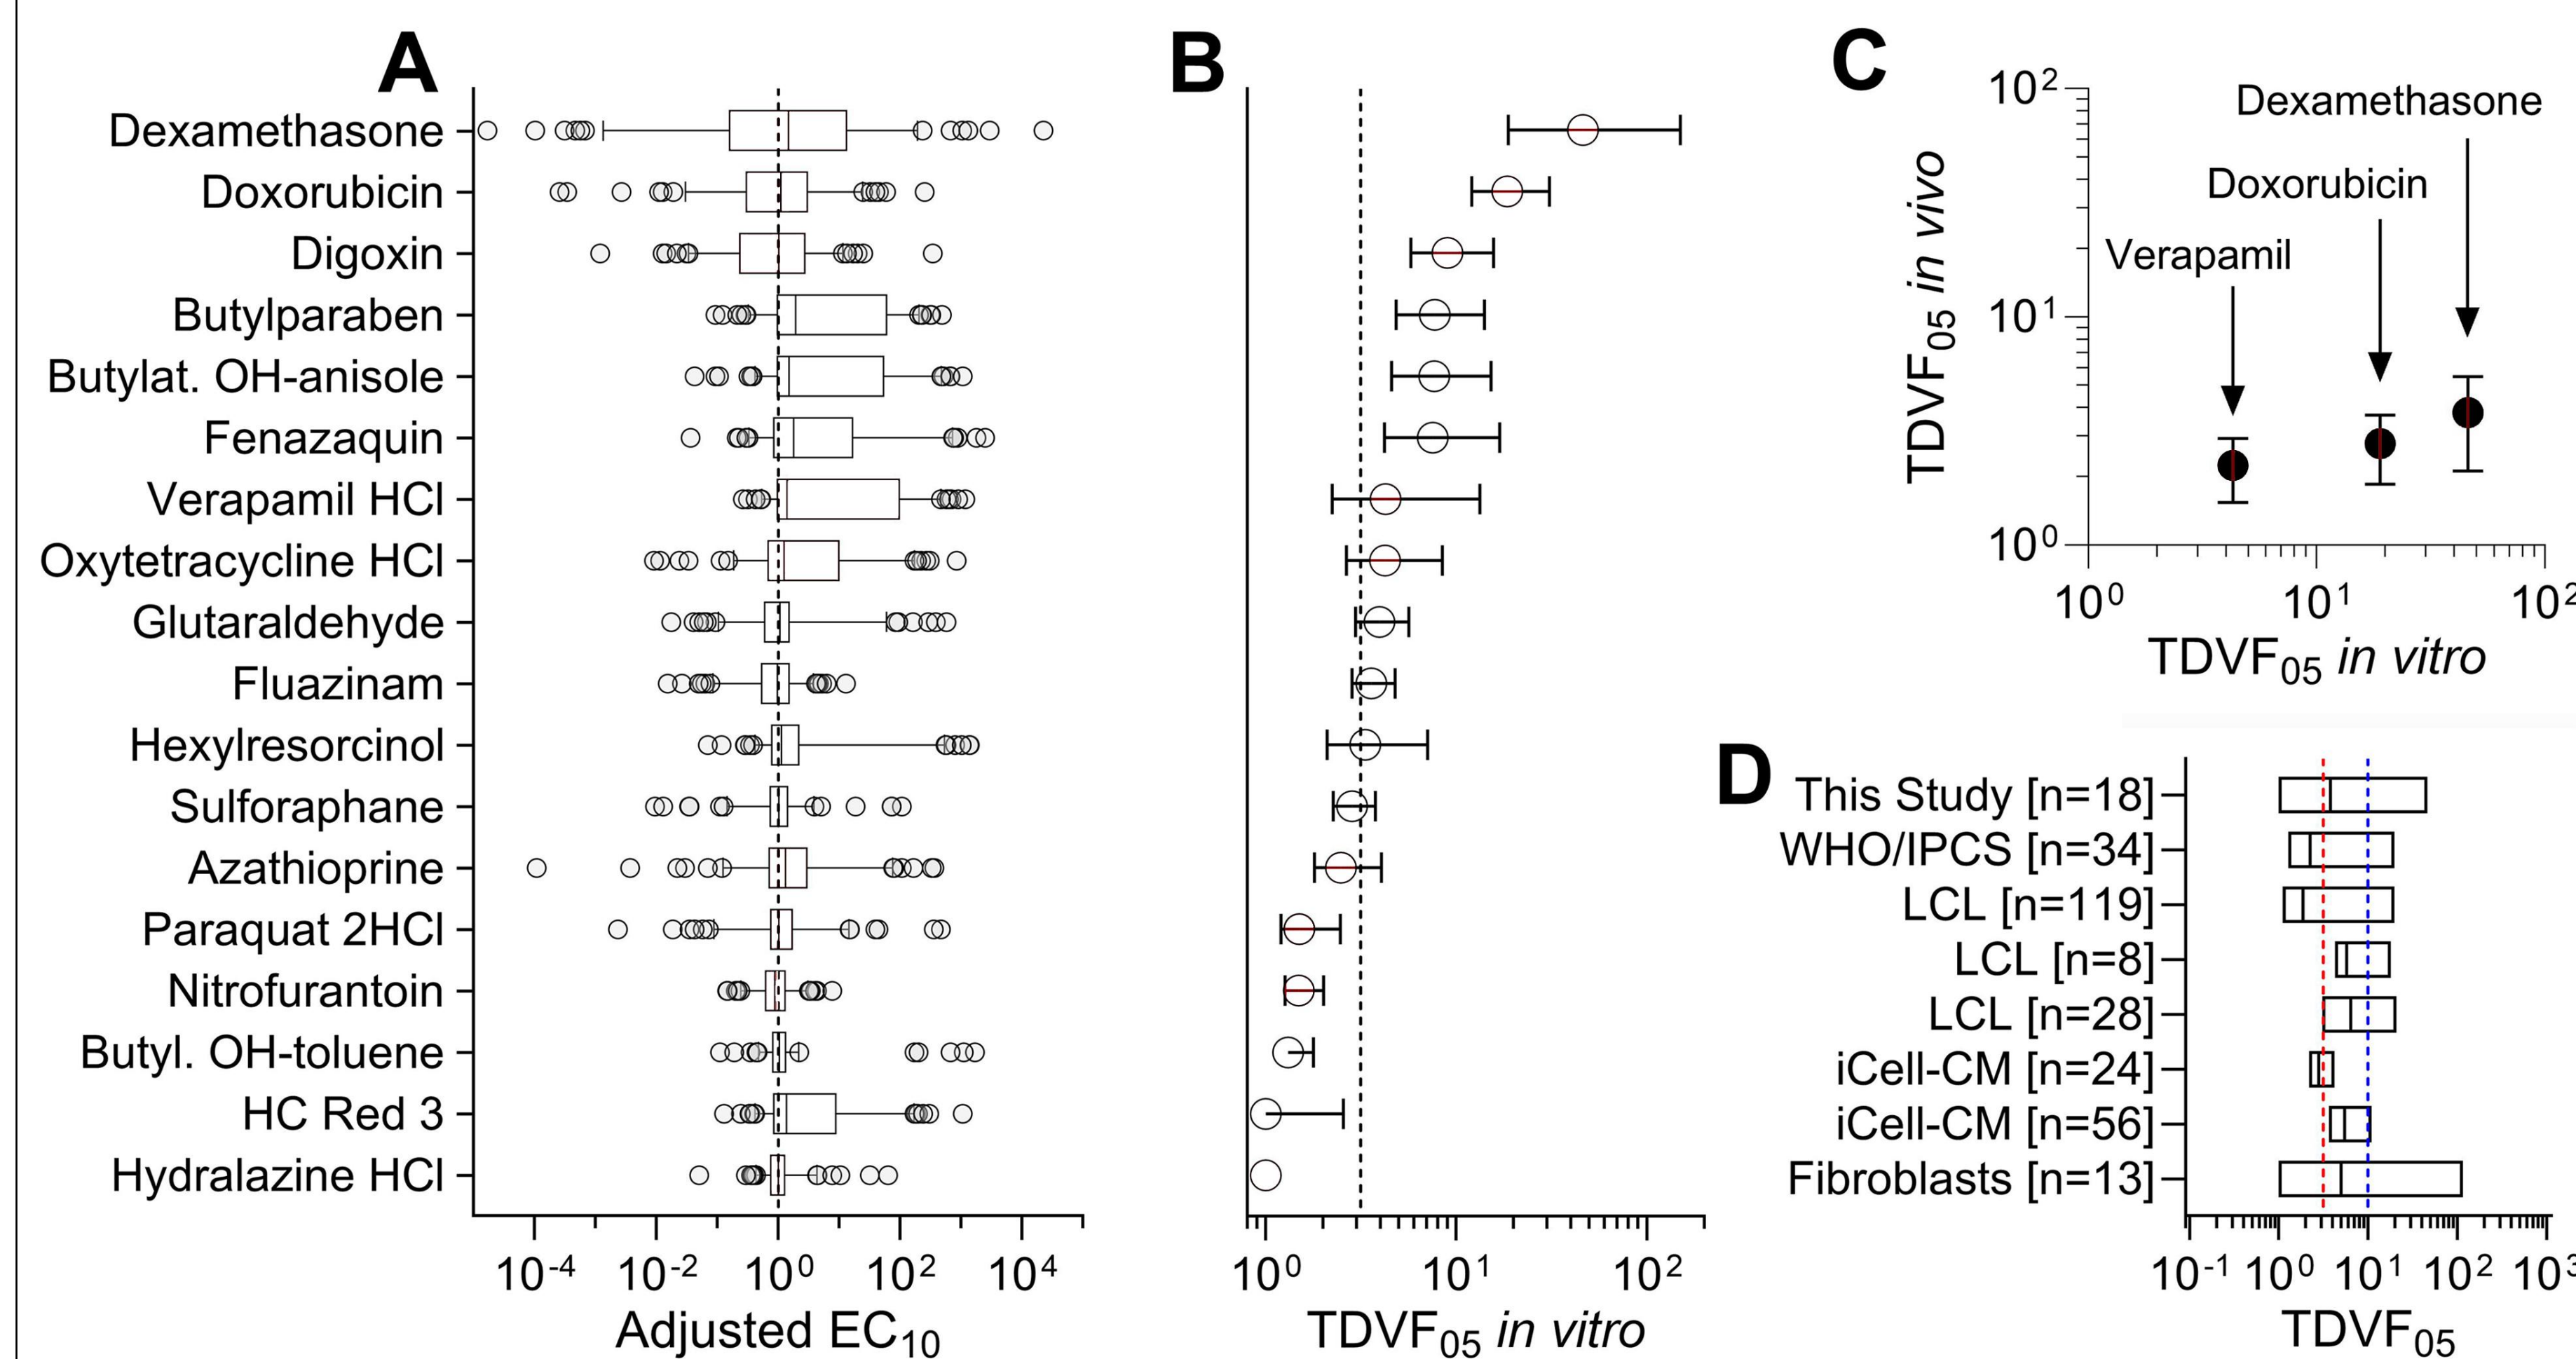 A
Dexamethasone
Doxorubicin
Digoxin
Butylparaben
Butylat. OH-anisole
Fenazaquin
Verapamil HCl
Oxytetracycline HCl
Glutaraldehyde
Fluazinam
Hexylresorcinol
Sulforaphane
Azathioprine
Paraquat 2HCl
Nitrofurantoin
Butyl. OH-toluene
HC Red 3
Hydralazine HCl
10-4 10-2 100 102 104
Adjusted EC10
B
100 101 102
TDVF05 in vitro
C
102
101
100
TDVF05 in vivo
Dexamethasone
Doxorubicin
Verapamil
100 101 102
TDVF05 in vitro
D
This Study [n=18]
WHO/IPCS [n=34]
LCL [n=119]
LCL [n=8]
LCL [n=28]
iCell-CM [n=24]
iCell-CM [n=56]
Fibroblasts [n=13]
10-1 100 101 102 103
TDVF05